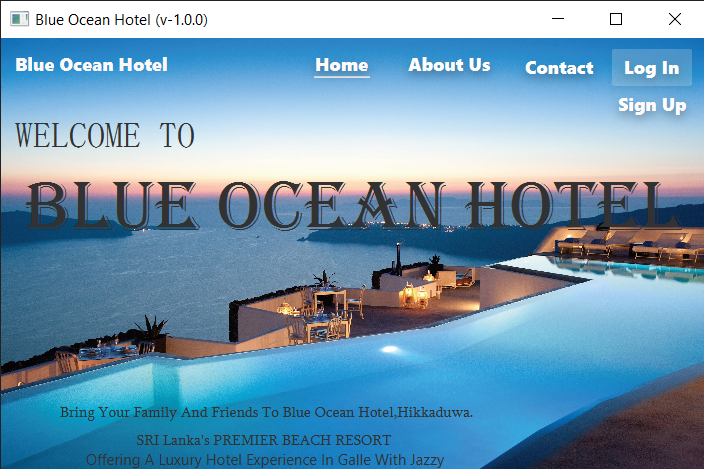 Blue Ocean Hotel (v-1.0.0)
Blue Ocean Hotel Home About Us Contact Log In
Sign Up
WELCOME TO
BLUE OCEAN HOTEL
Bring Your Family And Friends To Blue Ocean Hotel,Hikkaduwa.
SRI Lanka's PREMIER BEACH RESORT
Offering A Luxury Hotel Experience In Galle With Jazzy